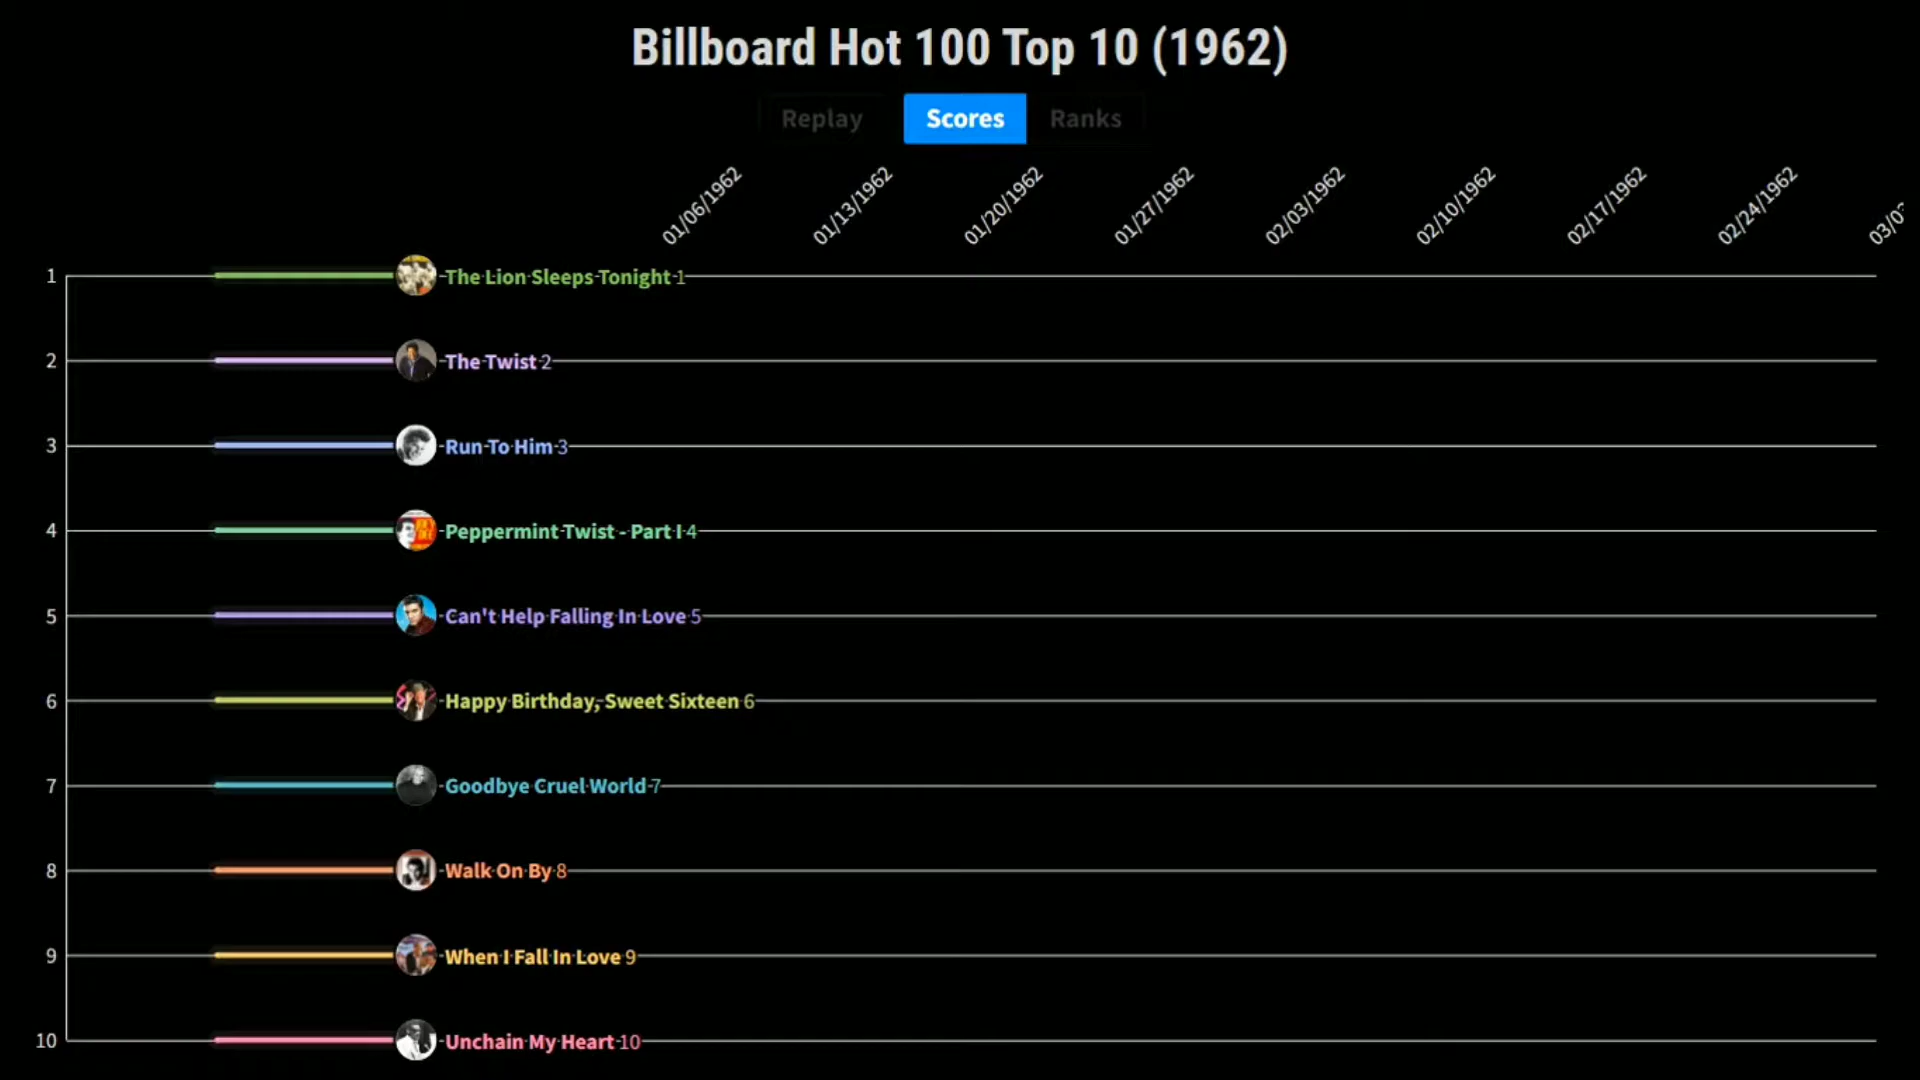 Billboard Hot 100 Top 10 (1962)
Replay Scores Ranks
01/06/1962 01/13/1962 01/20/1962 01/27/1962 02/03/1962 02/10/1962 02/17/1962 02/24/1962
1 The Lion Sleeps Tonight 1
2 The Twist 2
3 Run To Him 3
4 Peppermint Twist - Part I 4
5 Can't Help Falling In Love 5
6 Happy Birthday, Sweet Sixteen 6
7 Goodbye Cruel World 7
8 Walk On By 8
9 When I Fall In Love 9
10 Unchain My Heart 10